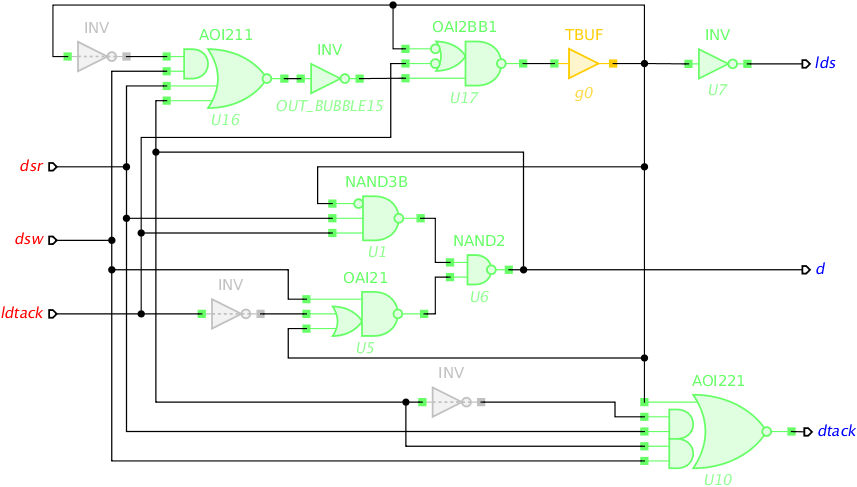 INV
AOI211
INV
OAI2BB1
TBUF
INV
lds
U16
OUT_BUBBLE15
U17
g0
U7
dsr
NAND3B
dsw
U1
NAND2
d
INV
OAI21
U6
ldtack
U5
INV
AOI221
dtack
U10